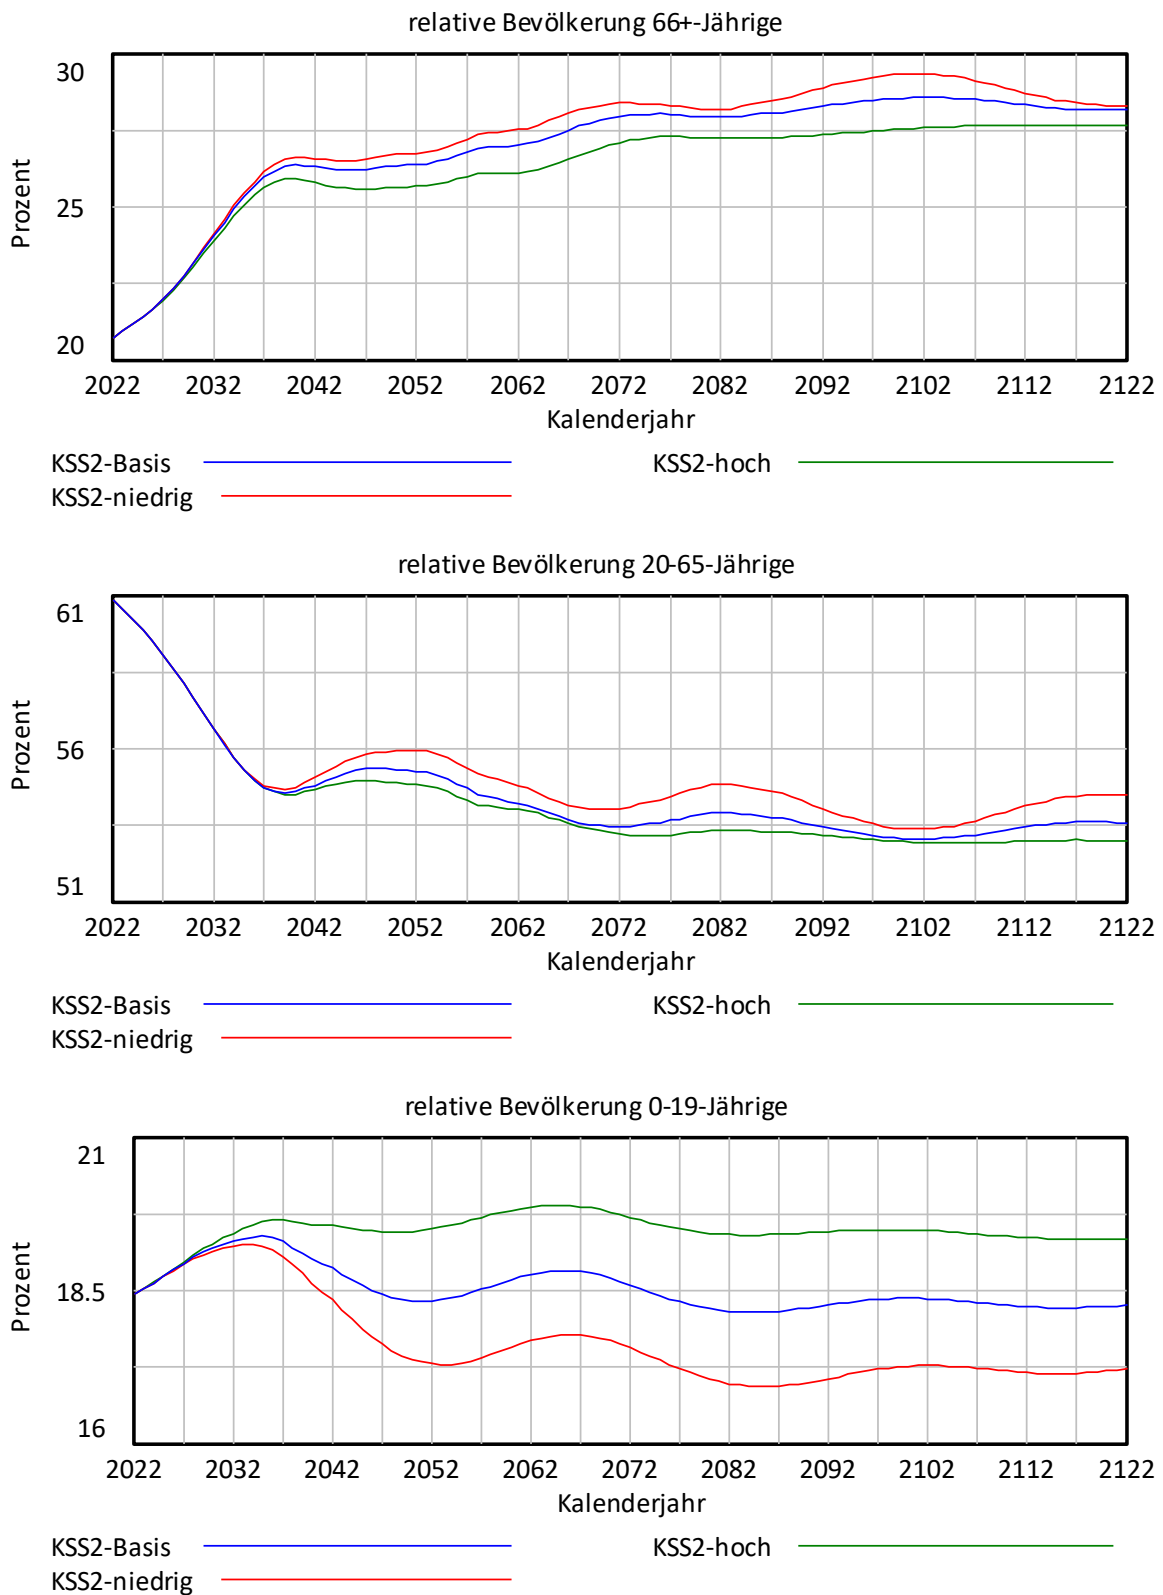 relative Bevölkerung 66+-Jährige
30
25
20
Prozent
2022 2032 2042 2052 2062 2072 2082 2092 2102 2112 2122
Kalenderjahr
KSS2-Basis KSS2-hoch
KSS2-niedrig
relative Bevölkerung 20-65-Jährige
61
56
51
Prozent
2022 2032 2042 2052 2062 2072 2082 2092 2102 2112 2122
Kalenderjahr
KSS2-Basis KSS2-hoch
KSS2-niedrig
relative Bevölkerung 0-19-Jährige
21
18.5
16
Prozent
2022 2032 2042 2052 2062 2072 2082 2092 2102 2112 2122
Kalenderjahr
KSS2-Basis KSS2-hoch
KSS2-niedrig